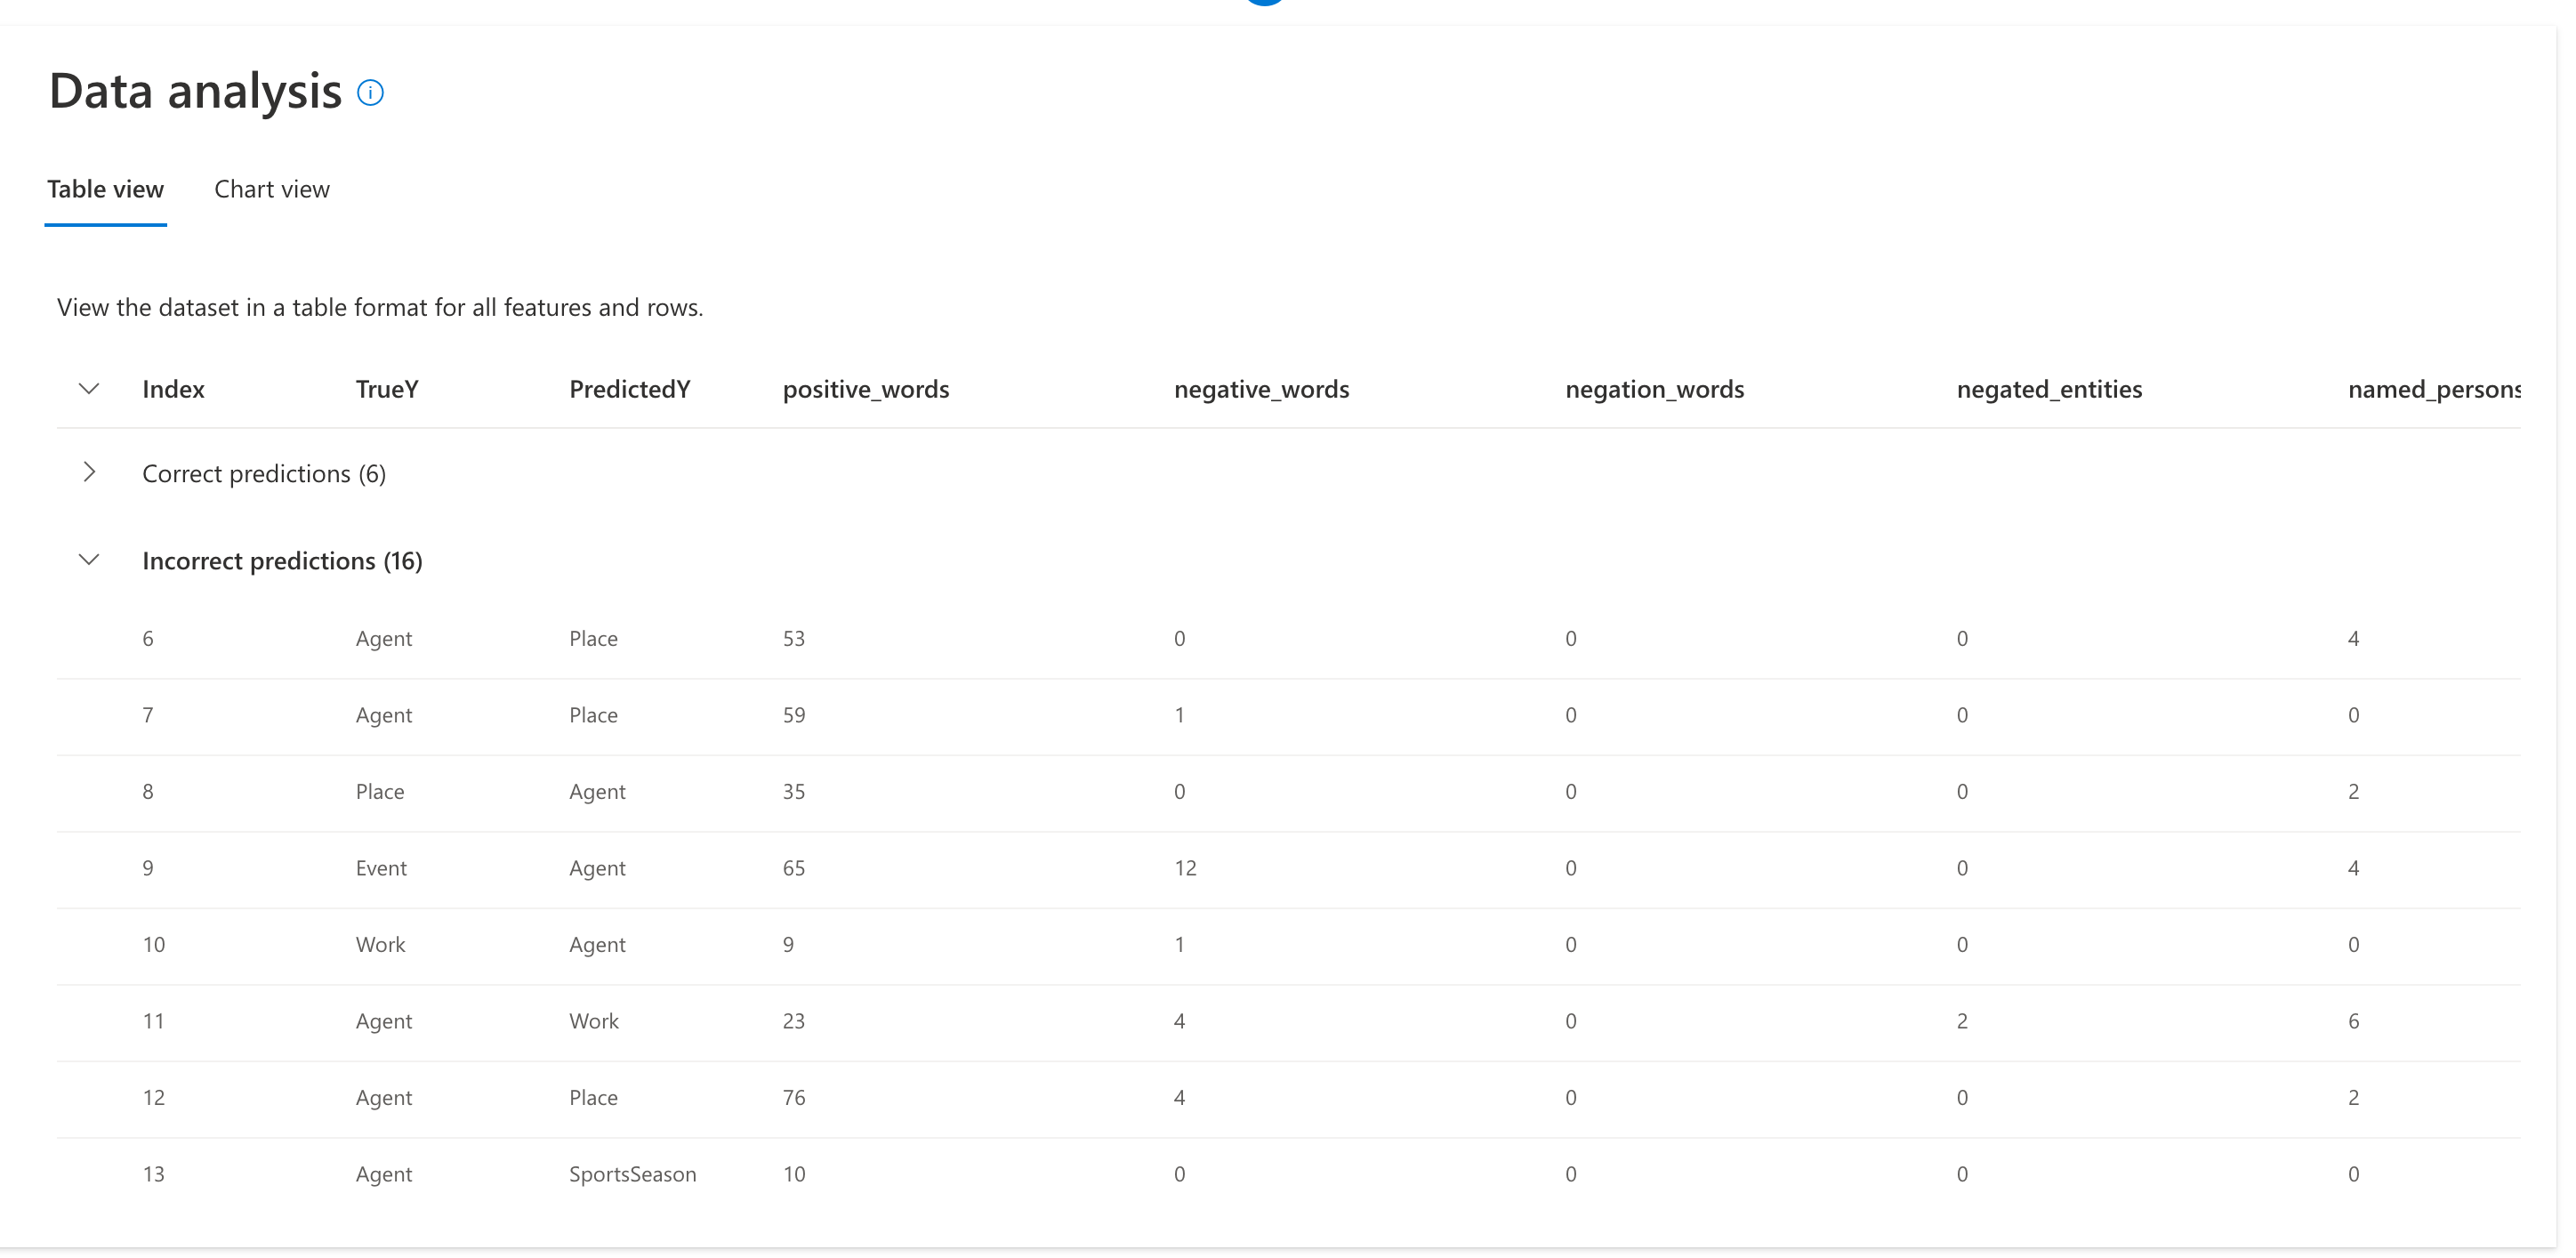 Data analysis
Table view Chart view
View the dataset in a table format for all features and rows.
Index TrueY PredictedY positive_words negative_words negation_words negated_entities named_persons
Correct predictions (6)
Incorrect predictions (16)
6 Agent Place 53 0 0 0 4
7 Agent Place 59 1 0 0 0
8 Place Agent 35 0 0 0 2
9 Event Agent 65 12 0 0 4
10 Work Agent 9 1 0 0 0
11 Agent Work 23 4 0 2 6
12 Agent Place 76 4 0 0 2
13 Agent SportsSeason 10 0 0 0 0